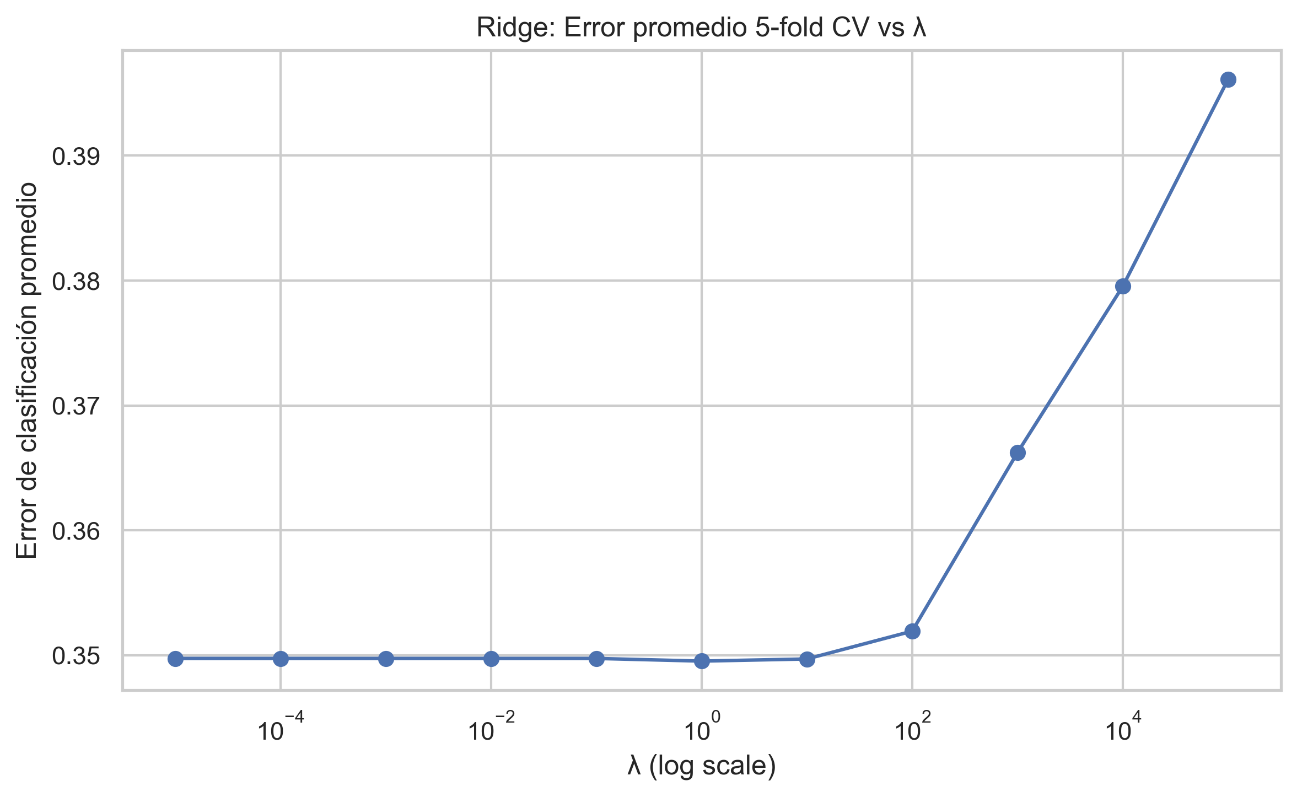 Ridge: Error promedio 5-fold CV vs λ
Error de clasificación promedio
0.39
0.38
0.37
0.36
0.35
10⁻⁴ 10⁻² 10⁰ 10² 10⁴
λ (log scale)